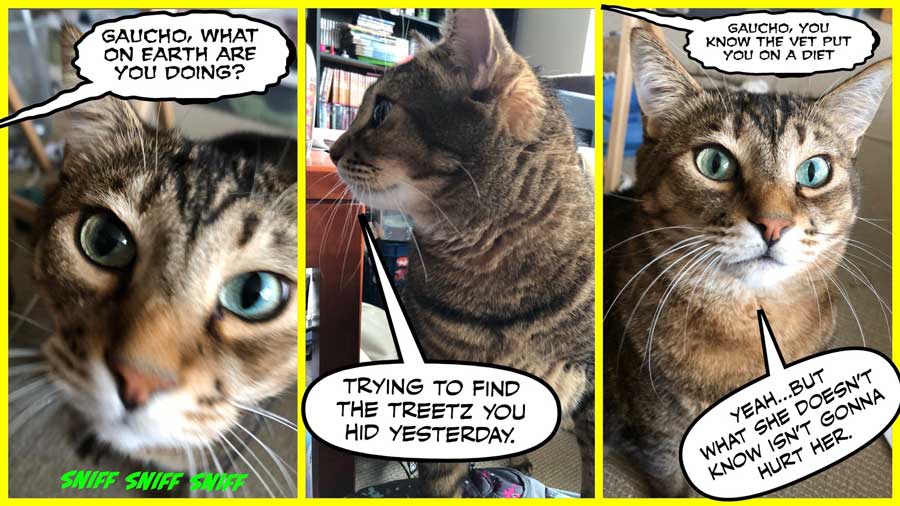 GAUCHO, WHAT
ON EARTH ARE
YOU DOING?
SNIFF SNIFF SNIFF
TRYING TO FIND
THE TREETZ YOU
HID YESTERDAY.
GAUCHO, YOU
KNOW THE VET PUT
YOU ON A DIET
YEAH...BUT
WHAT SHE DOESN'T
KNOW ISN'T GONNA
HURT HER.